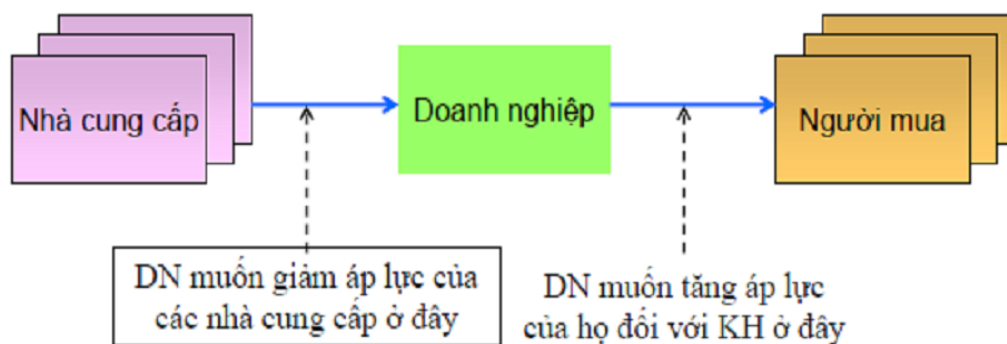 Nhà cung cấp
Doanh nghiệp
Người mua
DN muốn giảm áp lực của
các nhà cung cấp ở đây
DN muốn tăng áp lực
của họ đối với KH ở đây